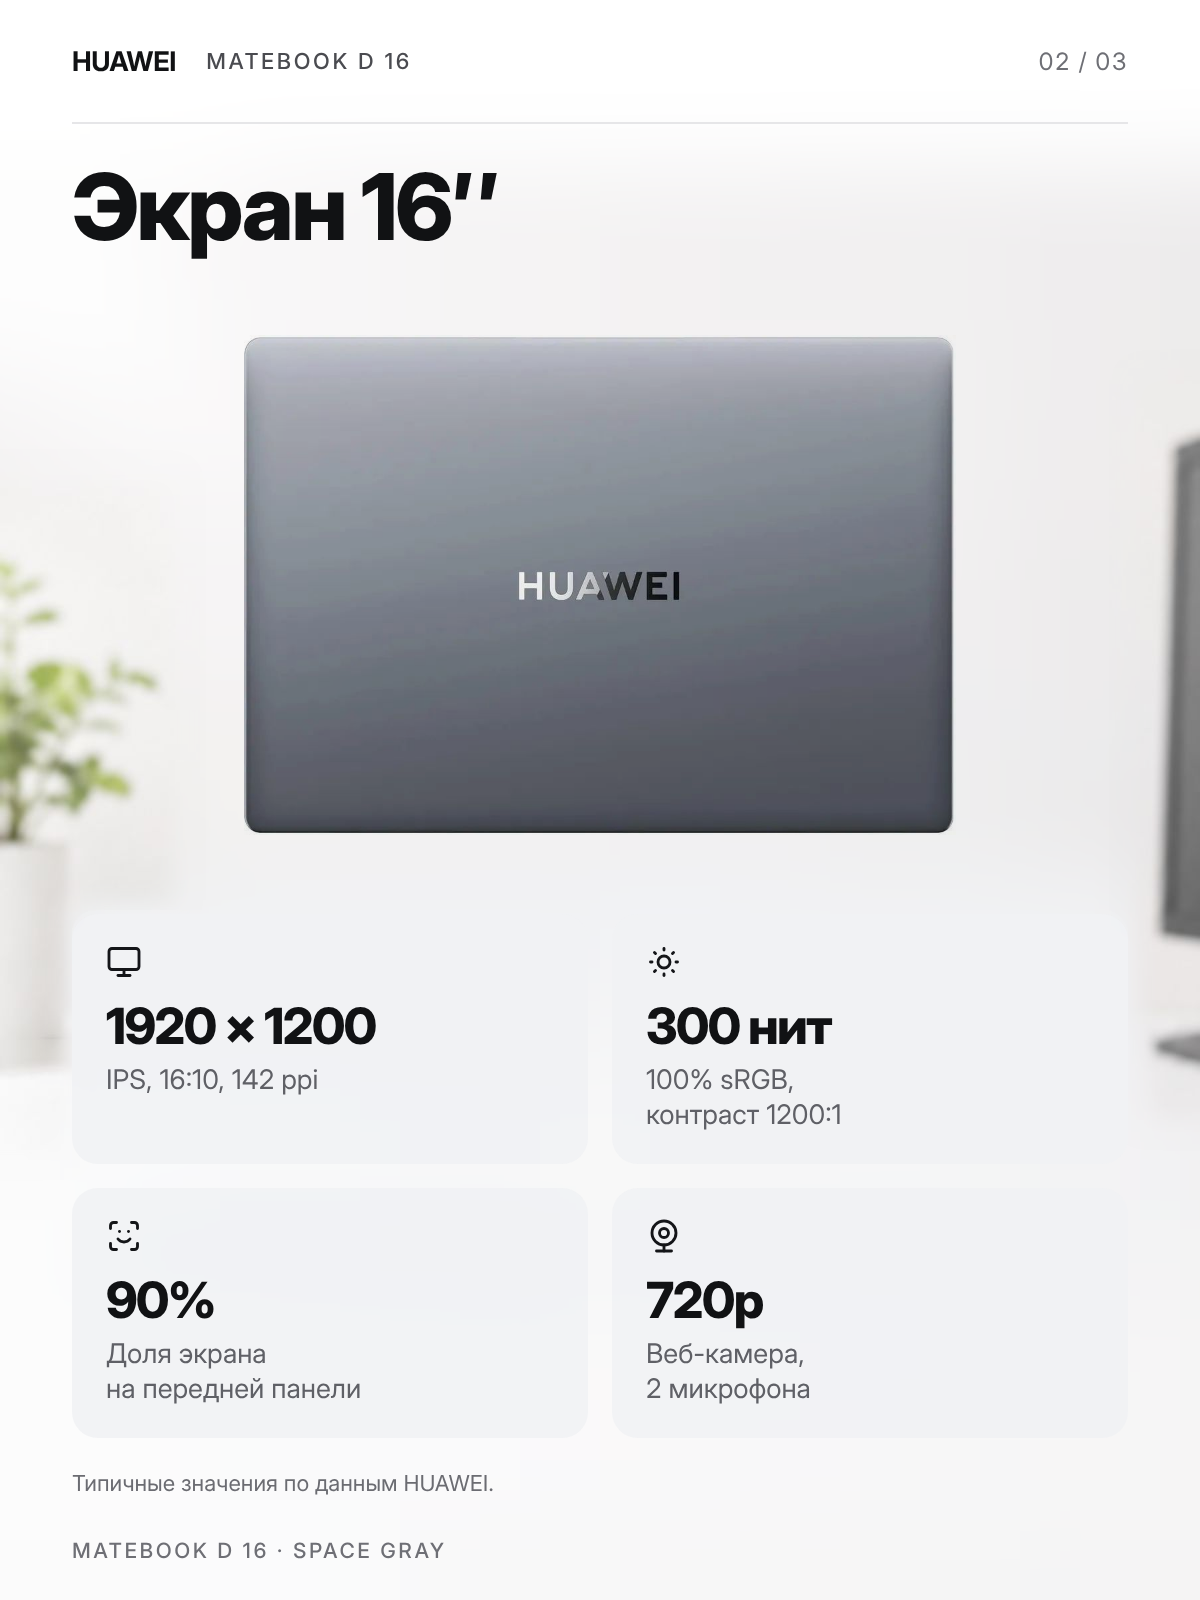 HUAWEI MATEBOOK D 16 02 / 03
Экран 16″
HUAWEI
1920 × 1200
IPS, 16:10, 142 ppi
300 нит
100% sRGB,
контраст 1200:1
90%
Доля экрана
на передней панели
720p
Веб-камера,
2 микрофона
Типичные значения по данным HUAWEI.
MATEBOOK D 16 · SPACE GRAY